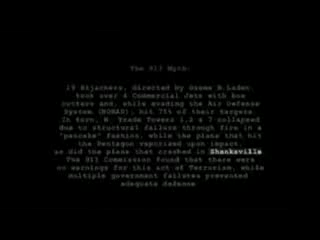 The 911 Myth:
19 Hijackers, Directed by Osama B Laden
took over 4 Commercial Jets with box
cutters and, while evading the Air Defense
System (NORAD), hit 75% of their targets.
In turn, W. Trade Towers 1, 2 & 7 collapsed
due to structural failure through fire in a
"pancake" fashion, while the plane that hit
the Pentagon vaporized upon impact,
as did the plane that crashed in Shanksville
The 911 Commission found that there were
no warnings for this act of Terrorism, while
multiple government failures prevented
adequate defense